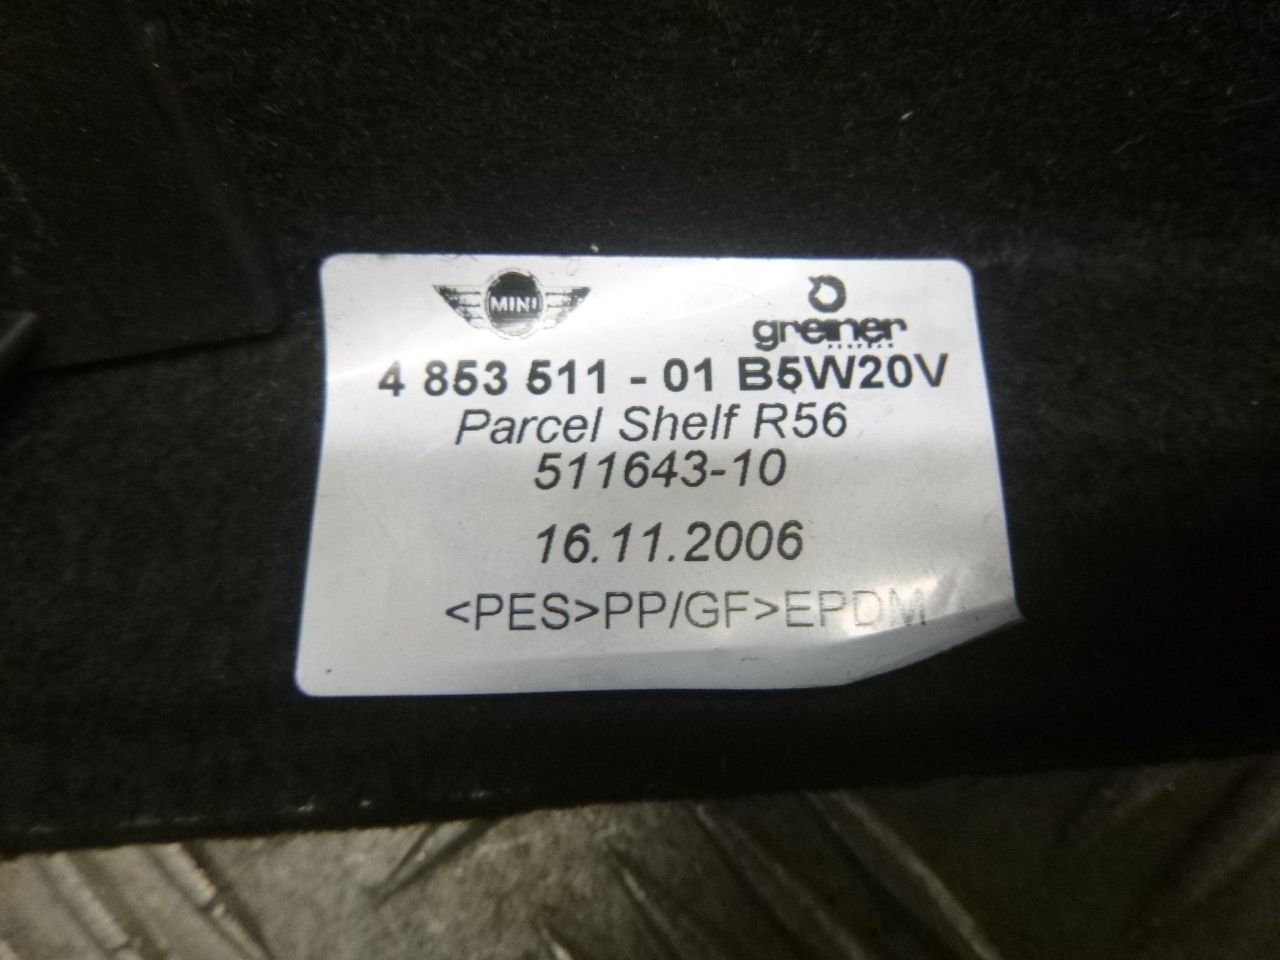 MINI
greiner
PERFOAM
4 853 511 - 01 B5W20V
Parcel Shelf R56
511643-10
16.11.2006
<PES>PP/GF>EPDM